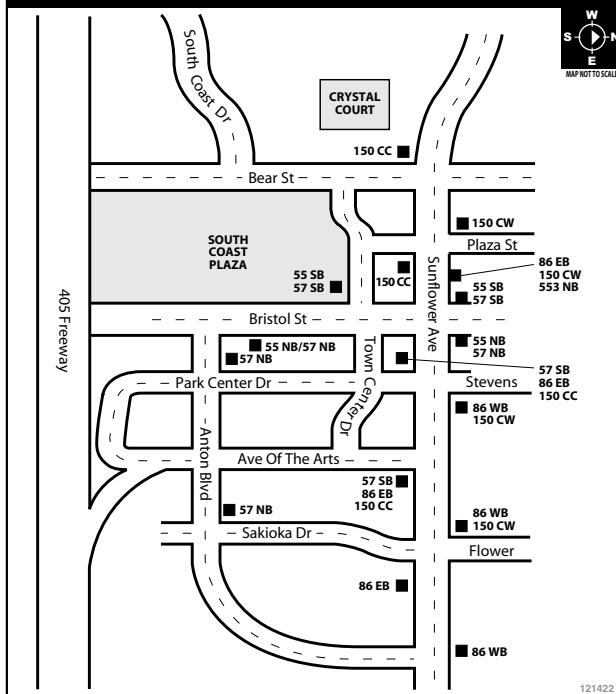 W
S
N
E
MAP NOT TO SCALE
South Coast Dr
CRYSTAL
COURT
150 CC
Bear St
SOUTH
COAST
PLAZA
150 CW
Plaza St
86 EB
150 CW
553 NB
55 SB
57 SB
150 CC
Sunflower Ave
55 SB
57 SB
405 Freeway
Bristol St
55 NB/57 NB
57 NB
Town Center Dr
55 NB
57 NB
57 SB
86 EB
150 CC
Park Center Dr
Stevens
86 WB
150 CW
Anton Blvd
Ave Of The Arts
57 SB
86 EB
150 CC
57 NB
86 WB
150 CW
Sakioka Dr
Flower
86 EB
86 WB
121422